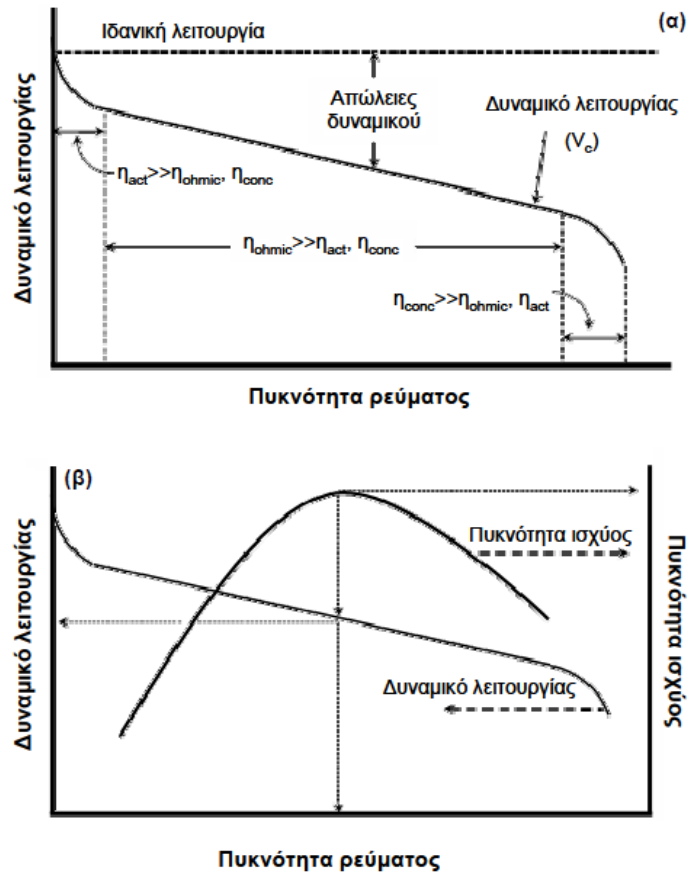 (α)
Ιδανική λειτουργία
Απώλειες
δυναμικού
Δυναμικό λειτουργίας
(Vc)
ηact>>ηohmic, ηconc
ηohmic>>ηact, ηconc
ηconc>>ηohmic, ηact
Δυναμικό λειτουργίας
Πυκνότητα ρεύματος
(β)
Πυκνότητα ισχύος
Δυναμικό λειτουργίας
Δυναμικό λειτουργίας
Πυκνότητα ισχύος
Πυκνότητα ρεύματος